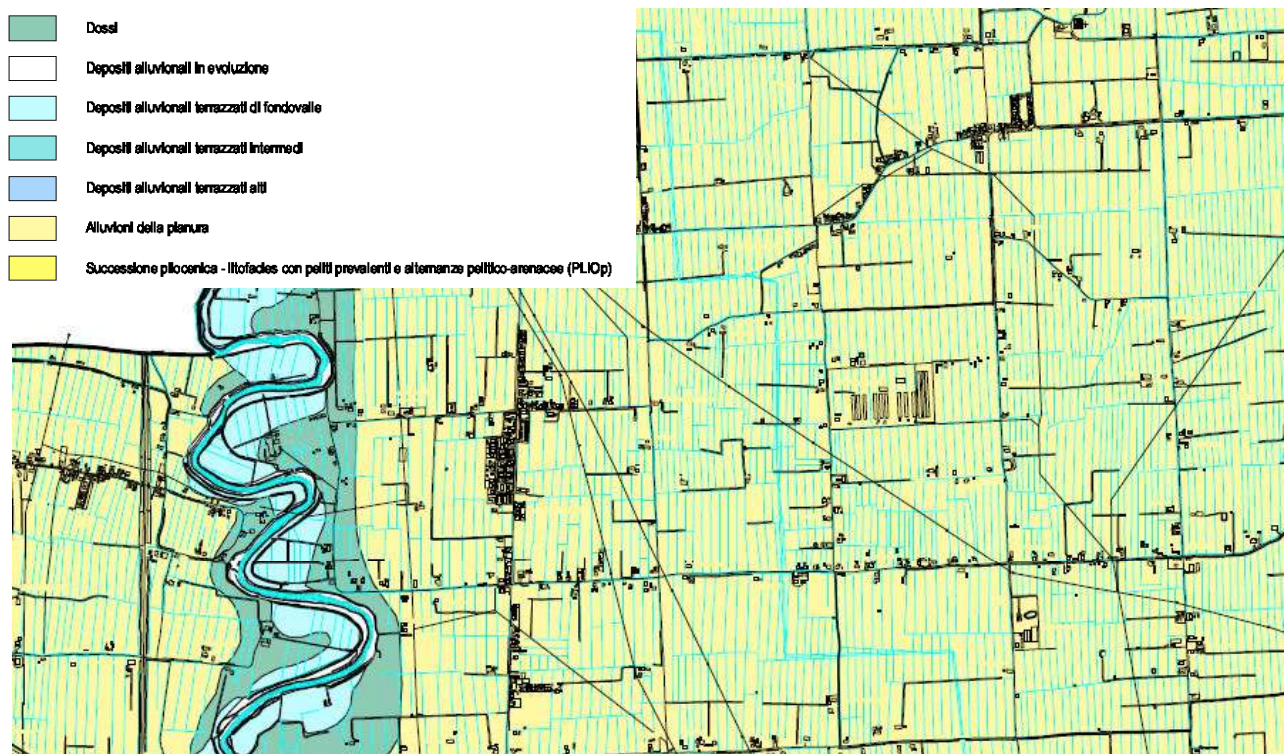 Dossi
Depositi alluvionali in evoluzione
Depositi alluvionali terrazzati di fondovalle
Depositi alluvionali terrazzati intermedi
Depositi alluvionali terrazzati alti
Alluvioni della pianura
Successione pliocenica - litofacies con peliti prevalenti e alternanze pelitico-arenacee (PLIOp)